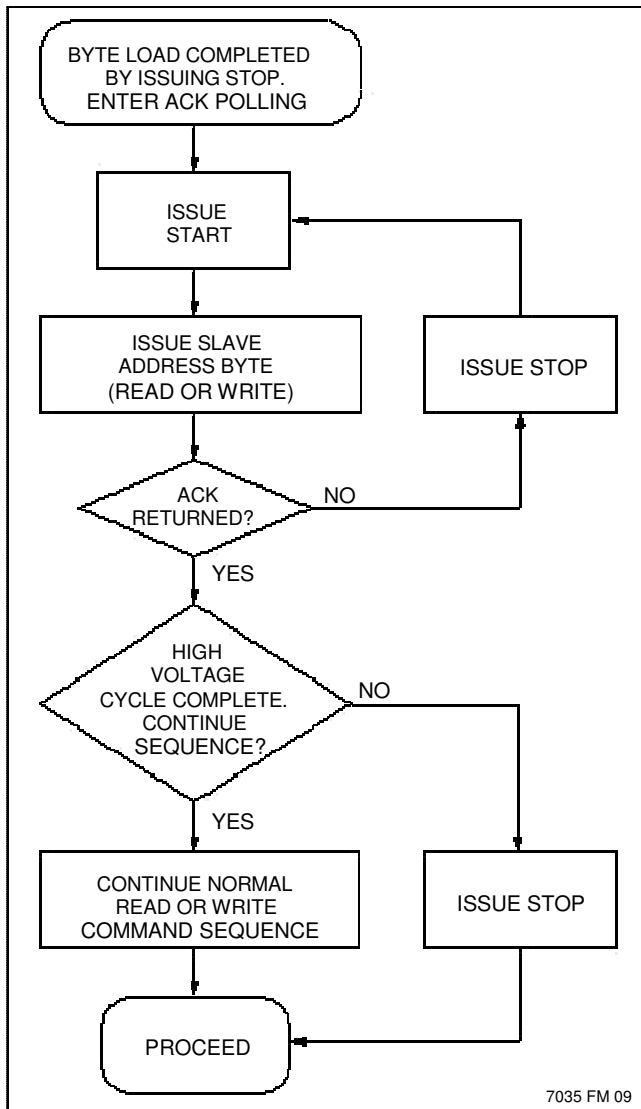 BYTE LOAD COMPLETED
BY ISSUING STOP.
ENTER ACK POLLING
ISSUE
START
ISSUE SLAVE
ADDRESS BYTE
(READ OR WRITE)
ISSUE STOP
ACK
RETURNED?
NO
YES
HIGH
VOLTAGE
CYCLE COMPLETE.
CONTINUE
SEQUENCE?
NO
YES
CONTINUE NORMAL
READ OR WRITE
COMMAND SEQUENCE
ISSUE STOP
PROCEED
7035 FM 09